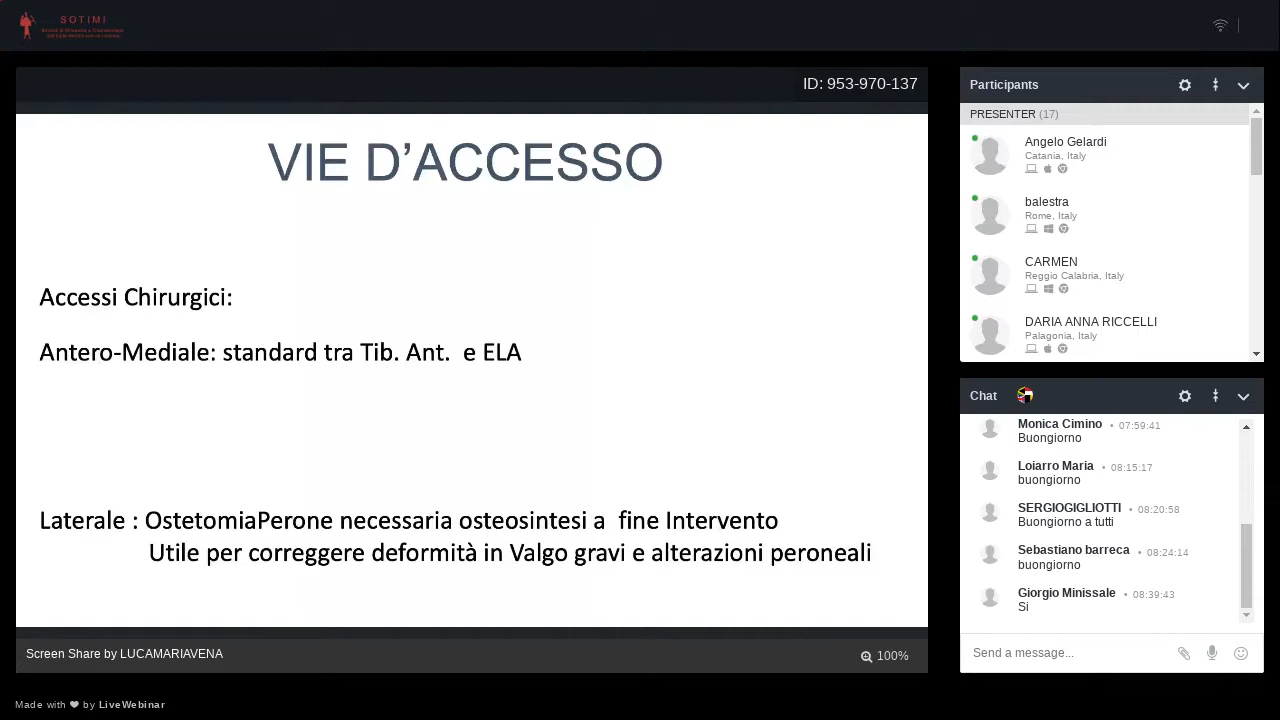 SOTIMI
ID: 953-970-137
VIE D'ACCESSO
Accessi Chirurgici:
Antero-Mediale: standard tra Tib. Ant. e ELA
Laterale : OstetomiaPerone necessaria osteosintesi a fine Intervento
Utile per correggere deformità in Valgo gravi e alterazioni peroneali
Screen Share by LUCAMARIAVENA
100%
Made with ❤ by LiveWebinar
Participants
PRESENTER (17)
Angelo Gelardi
Catania, Italy
balestra
Rome, Italy
CARMEN
Reggio Calabria, Italy
DARIA ANNA RICCELLI
Palagonia, Italy
Chat
Monica Cimino • 07:59:41
Buongiorno
Loiarro Maria • 08:15:17
buongiorno
SERGIOGIGLIOTTI • 08:20:58
Buongiorno a tutti
Sebastiano barreca • 08:24:14
buongiorno
Giorgio Minissale • 08:39:43
Si
Send a message...